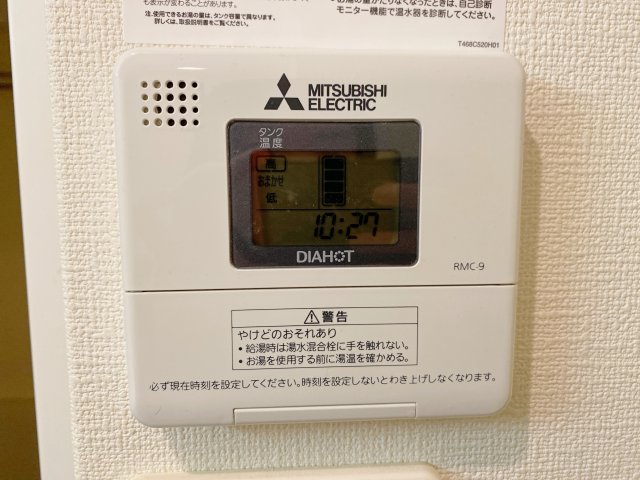 も表示が変わることがあります。
注.使用できるお湯の量は、タンク容量で異なります。
詳しくは、取扱説明書をご覧ください。
お湯の量がたりなくなったときは、自己診断
モニター機能で温水器を診断してください。
T468C520H01
MITSUBISHI
ELECTRIC
タンク
温度
高
おまかせ
低
10:27
DIAHOT
RMC-9
警告
やけどのおそれあり
・給湯時は湯水混合栓に手を触れない。
・お湯を使用する前に湯温を確かめる。
必ず現在時刻を設定してください。時刻を設定しないとわき上げしなくなります。